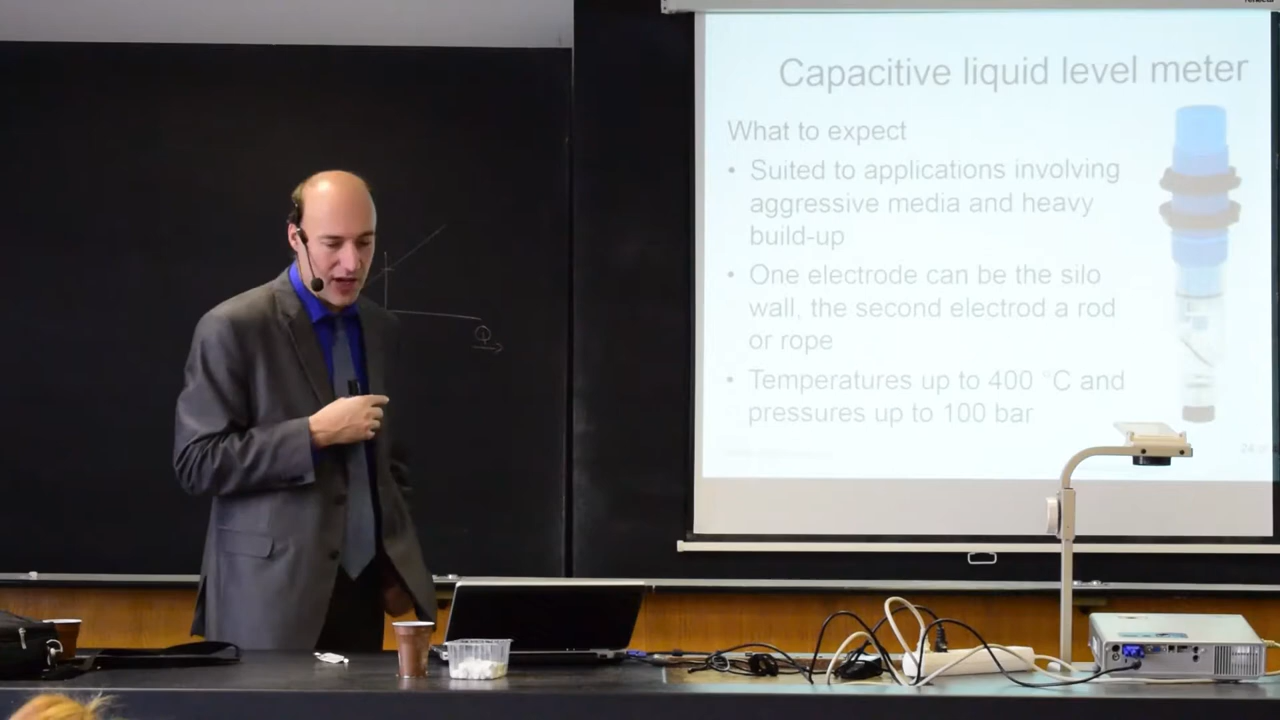 Capacitive liquid level meter
What to expect
• Suited to applications involving
aggressive media and heavy
build-up
• One electrode can be the silo
wall, the second electrod a rod
or rope
• Temperatures up to 400 °C and
pressures up to 100 bar
24
Q